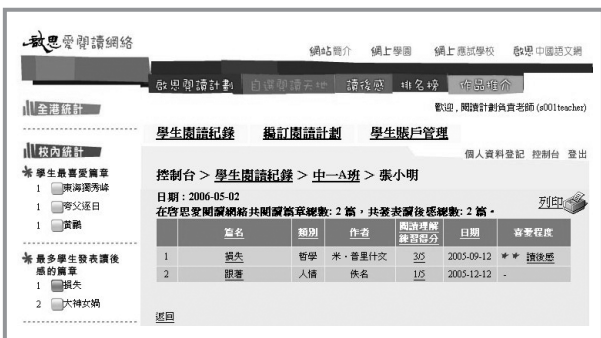 啟思愛閱讀網絡
網站簡介 網上學園 網上應試學校 啟思中國語文網
啟思閱讀計劃 自選閱讀天地 讀後感 排名榜 作品推介
歡迎, 閱讀計劃負責老師 (s001teacher)
全港統計
學生閱讀紀錄 編訂閱讀計劃 學生賬戶管理
校內統計
個人資料登記 控制台 登出
學生最喜愛篇章
1 東海獨秀峰
1 夸父逐日
1 黃鸝
控制台 > 學生閱讀紀錄 > 中一A班 > 張小明
日期: 2006-05-02
列印
在啟思愛閱讀網絡共閱讀篇章總數: 2 篇, 共發表讀後感總數: 2 篇。
篇名 類別 作者 閱讀理解練習得分 日期 喜愛程度
1 損失 哲學 米·普里什文 3/5 2005-09-12 讀後感
2 跟著 人情 佚名 1/5 2005-12-12 -
最多學生發表讀後
感的篇章
1 損失
2 大神女媧
返回